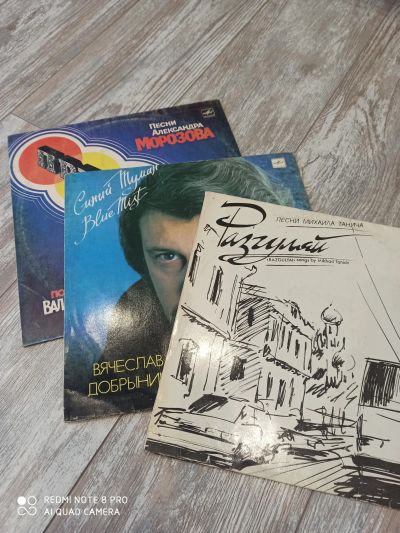 ПЕСНИ
АЛЕКСАНДРА
МОРОЗОВА
ПО
ВАЛ
Синий Туман
Blue Mist
ВЯЧЕСЛАВ
ДОБРЫНИН
ПЕСНИ МИХАИЛА ТАНИЧА
Разгуляй
«RAZGULYAI» songs by Mikhail Tanich
REDMI NOTE 8 PRO
AI QUAD CAMERA